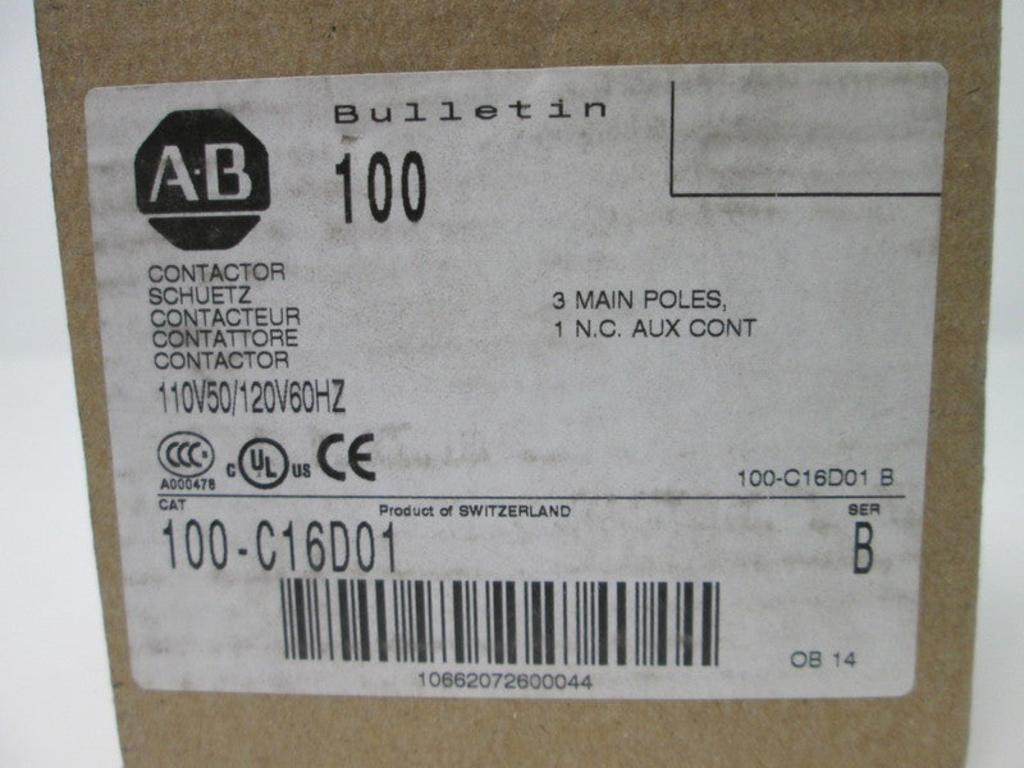 A·B
Bulletin
100
CONTACTOR
SCHUETZ
CONTACTEUR
CONTATTORE
CONTACTOR
110V50/120V60HZ
3 MAIN POLES,
1 N.C. AUX CONT
CCC
A000478
C UL US CE
100-C16D01 B
CAT
Product of SWITZERLAND
SER
100-C16D01
B
OB 14
10662072600044